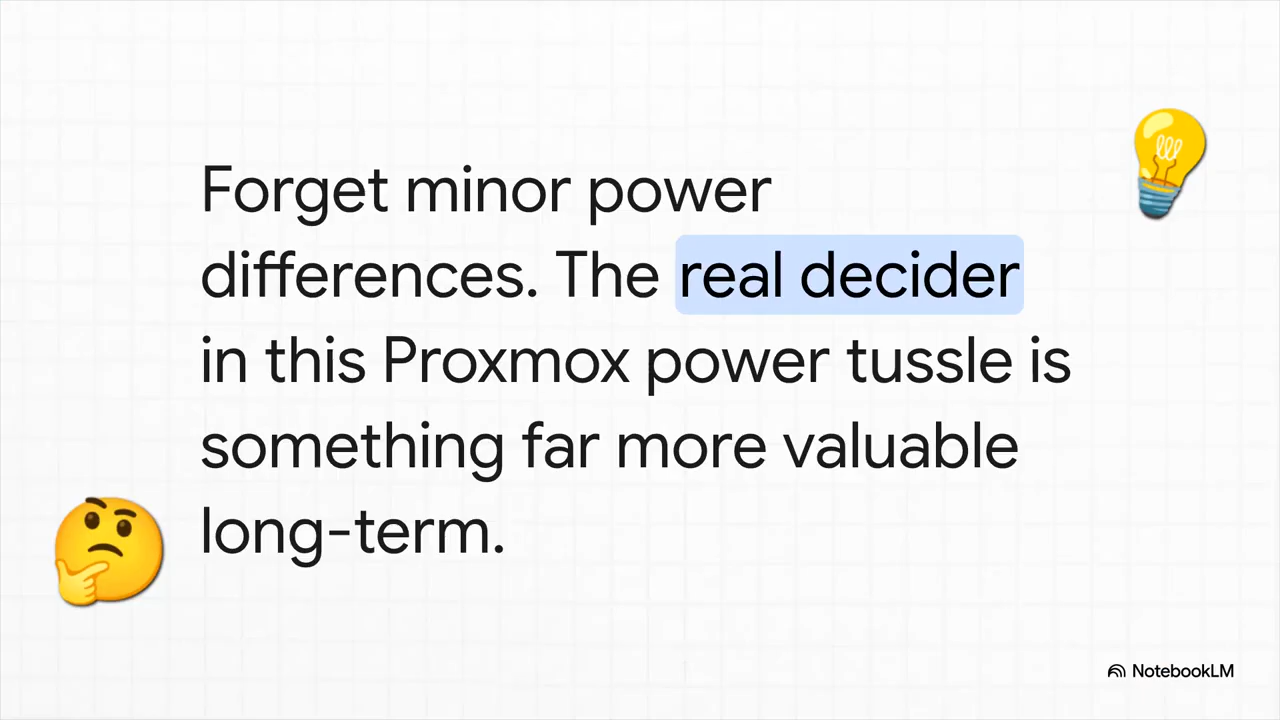 Forget minor power
differences. The real decider
in this Proxmox power tussle is
something far more valuable
long-term.
NotebookLM